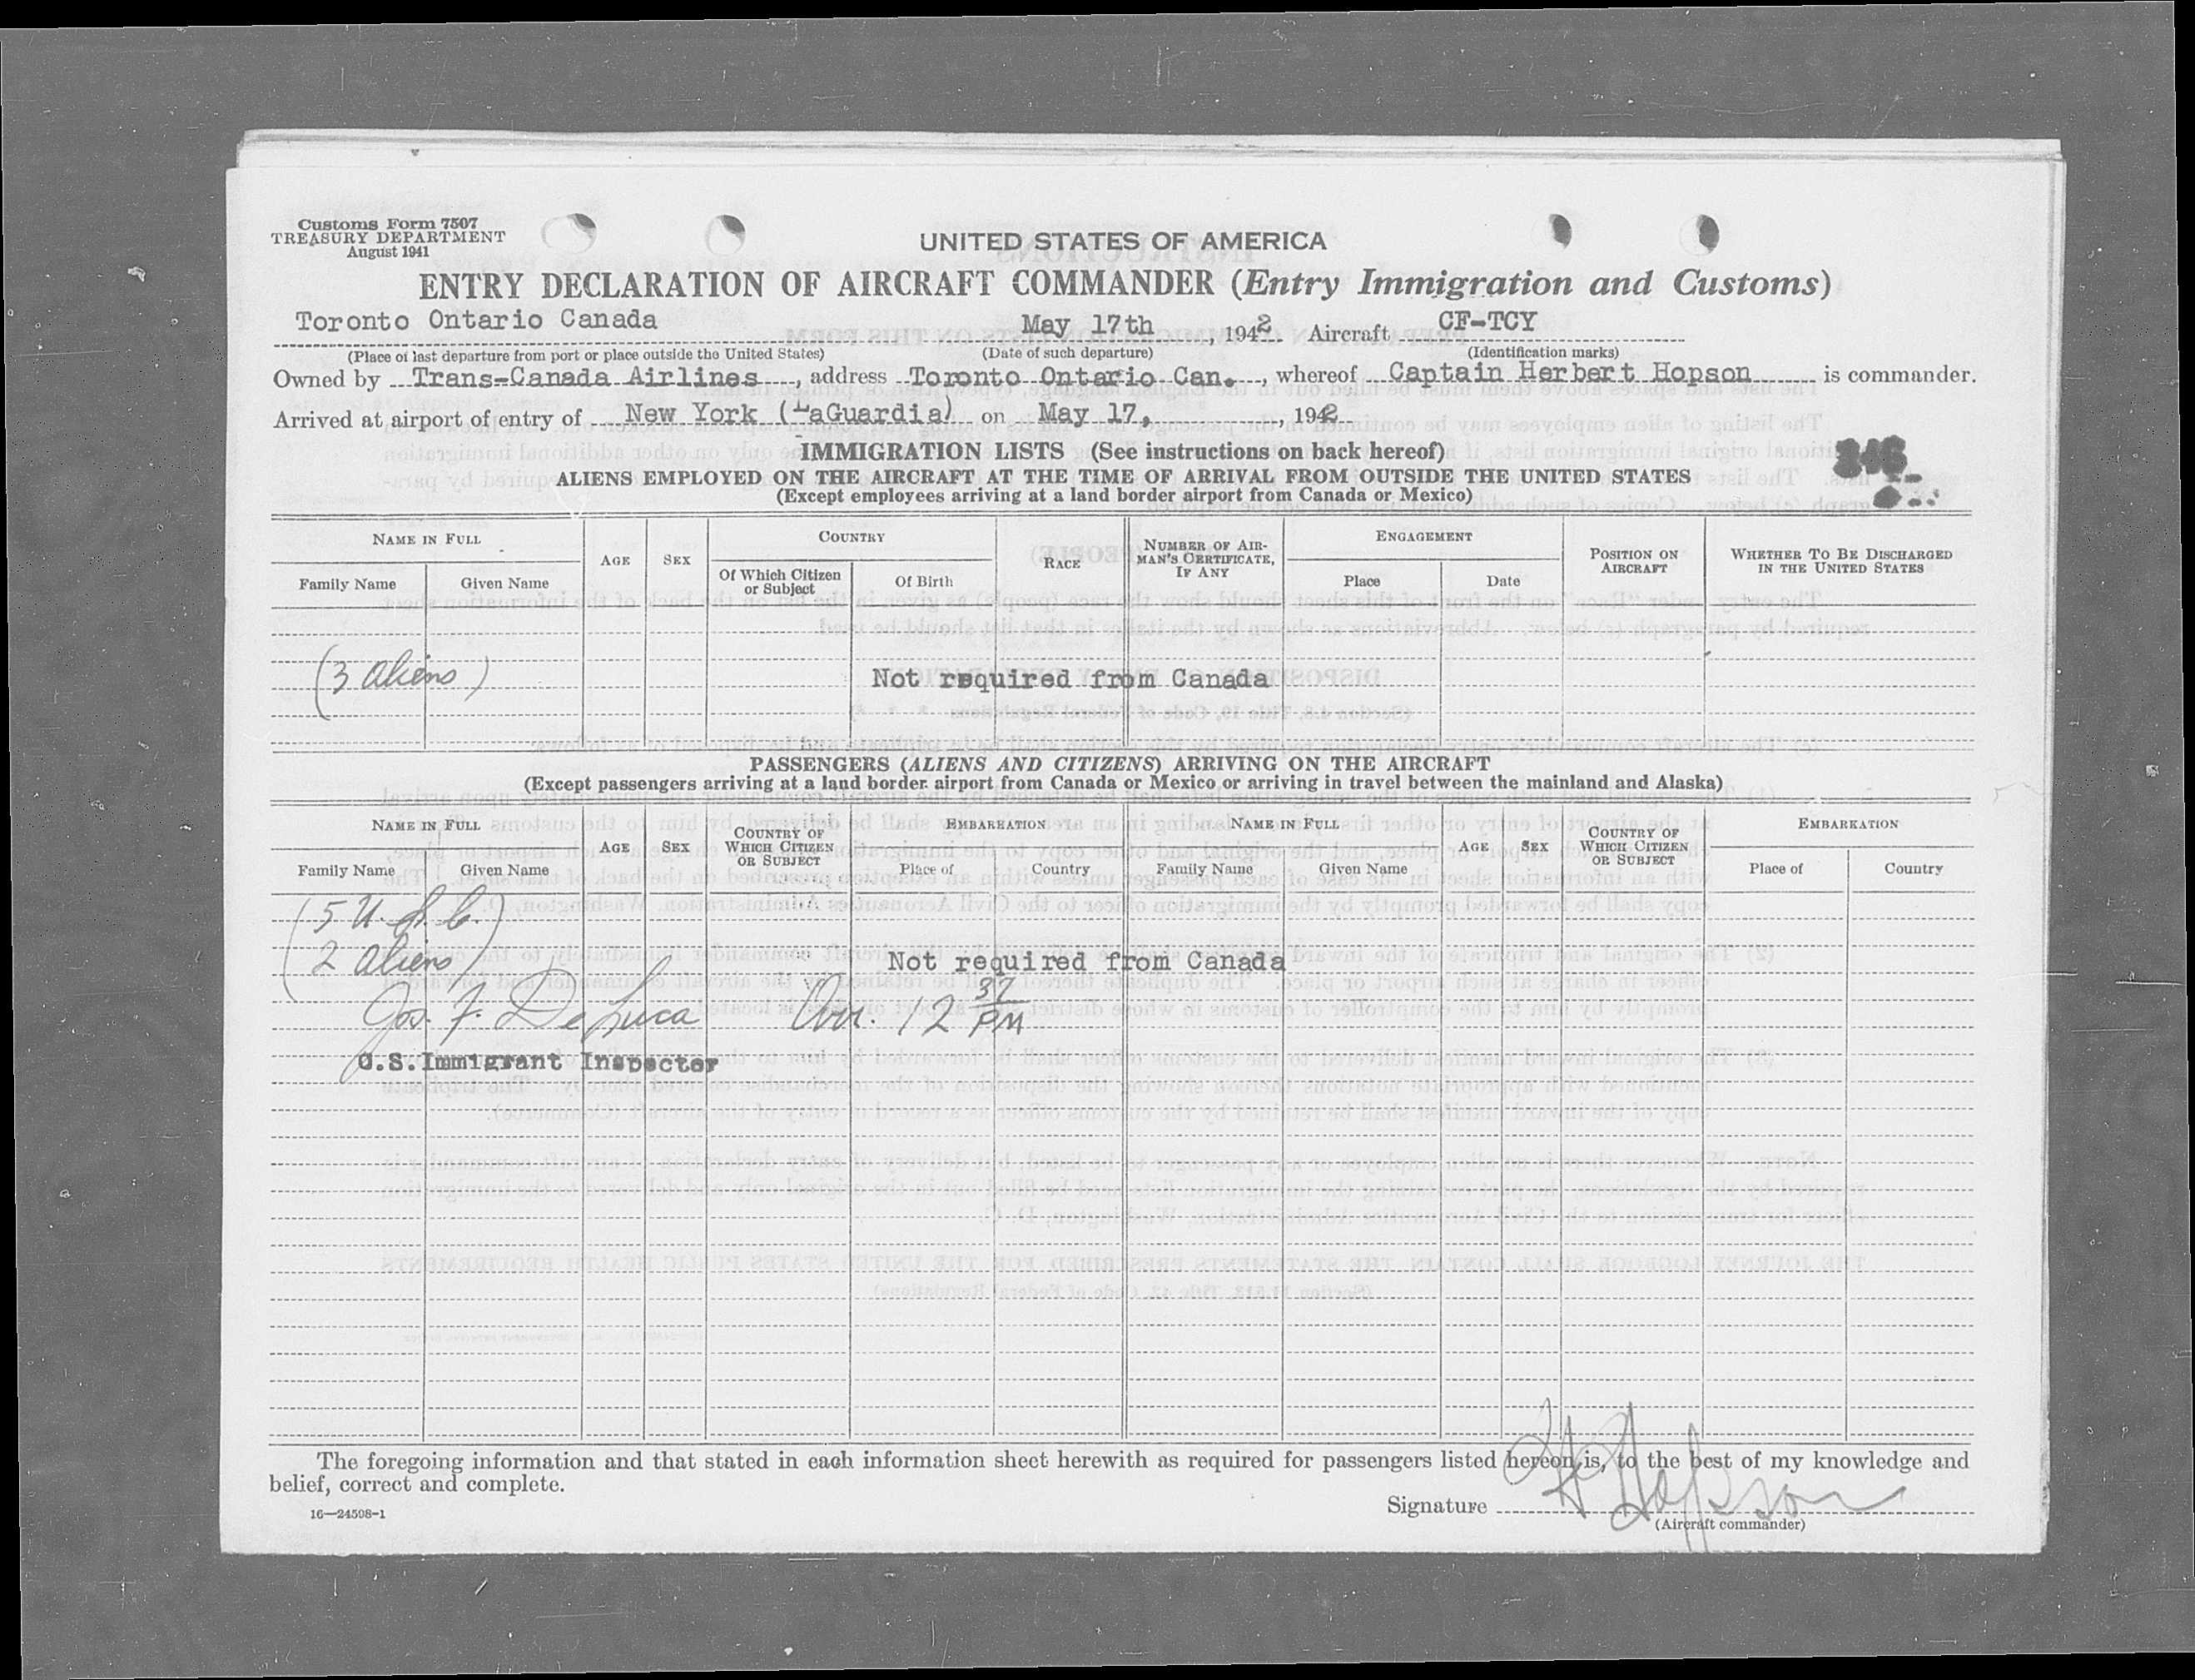 Customs Form 7507
TREASURY DEPARTMENT
August 1941
UNITED STATES OF AMERICA
ENTRY DECLARATION OF AIRCRAFT COMMANDER (Entry Immigration and Customs)
Toronto Ontario Canada May 17th, 1942 Aircraft CF-TCY
(Place of last departure from port or place outside the United States) (Date of such departure) (Identification marks)
Owned by Trans-Canada Airlines, address Toronto Ontario Can., whereof Captain Herbert Hopson is commander.
Arrived at airport of entry of New York (LaGuardia) on May 17, 1942
IMMIGRATION LISTS (See instructions on back hereof)
ALIENS EMPLOYED ON THE AIRCRAFT AT THE TIME OF ARRIVAL FROM OUTSIDE THE UNITED STATES
(Except employees arriving at a land border airport from Canada or Mexico)
NAME IN FULL AGE SEX COUNTRY RACE NUMBER OF AIRMAN'S CERTIFICATE, IF ANY ENGAGEMENT POSITION ON AIRCRAFT WHETHER TO BE DISCHARGED IN THE UNITED STATES
Family Name Given Name Of Which Citizen or Subject Of Birth Place Date
(3 aliens) Not required from Canada
PASSENGERS (ALIENS AND CITIZENS) ARRIVING ON THE AIRCRAFT
(Except passengers arriving at a land border airport from Canada or Mexico or arriving in travel between the mainland and Alaska)
NAME IN FULL AGE SEX COUNTRY OF WHICH CITIZEN OR SUBJECT EMBARKATION NAME IN FULL AGE SEX COUNTRY OF WHICH CITIZEN OR SUBJECT EMBARKATION
Family Name Given Name Place of Country Family Name Given Name Place of Country
(5 U.S.C.)
(2 aliens) Not required from Canada
Jos. F. De Luca Arr. 12 37 PM
U.S. Immigrant Inspector
The foregoing information and that stated in each information sheet herewith as required for passengers listed hereon is, to the best of my knowledge and
belief, correct and complete.
Signature H Hopson
16—24508-1 (Aircraft commander)